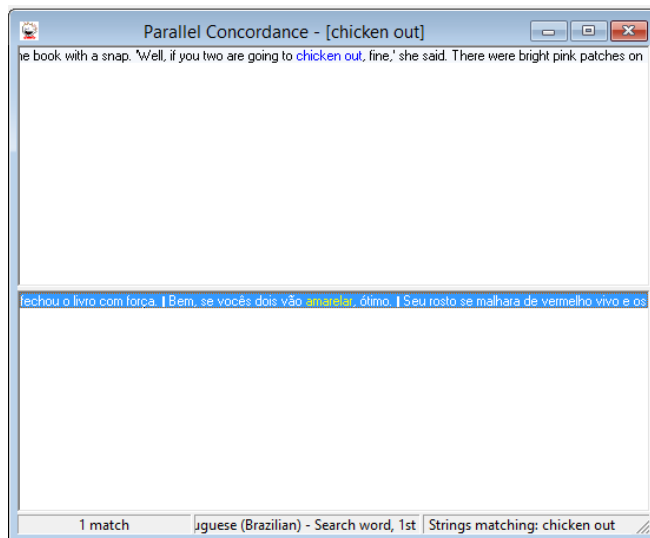 Parallel Concordance - [chicken out]
he book with a snap. 'Well, if you two are going to chicken out, fine,' she said. There were bright pink patches on
fechou o livro com força. | Bem, se vocês dois vão amarelar, ótimo. | Seu rosto se malhara de vermelho vivo e os
1 match uguese (Brazilian) - Search word, 1st Strings matching: chicken out